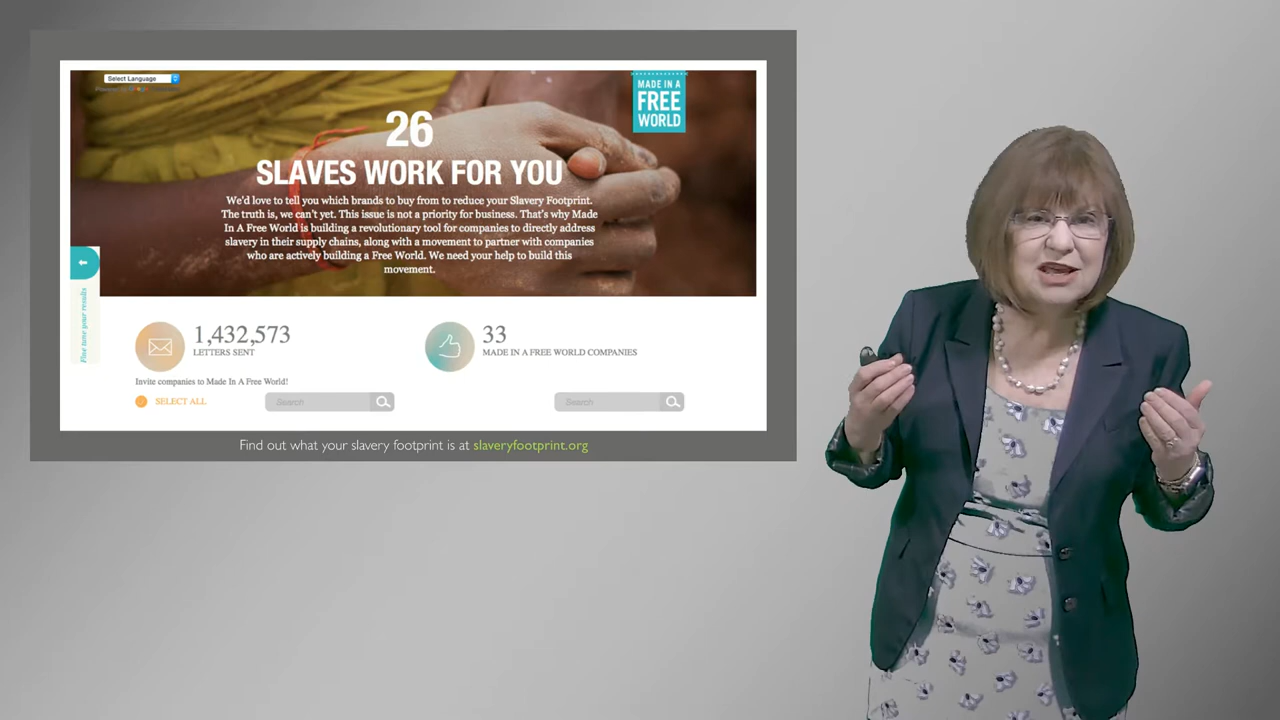 Select Language
MADE IN A
FREE
WORLD
26
SLAVES WORK FOR YOU
We'd love to tell you which brands to buy from to reduce your Slavery Footprint.
The truth is, we can't yet. This issue is not a priority for business. That's why Made
In A Free World is building a revolutionary tool for companies to directly address
slavery in their supply chains, along with a movement to partner with companies
who are actively building a Free World. We need your help to build this
movement.
Fine tune your results
1,432,573
LETTERS SENT
33
MADE IN A FREE WORLD COMPANIES
Invite companies to Made In A Free World!
SELECT ALL
Search
Search
Find out what your slavery footprint is at slaveryfootprint.org